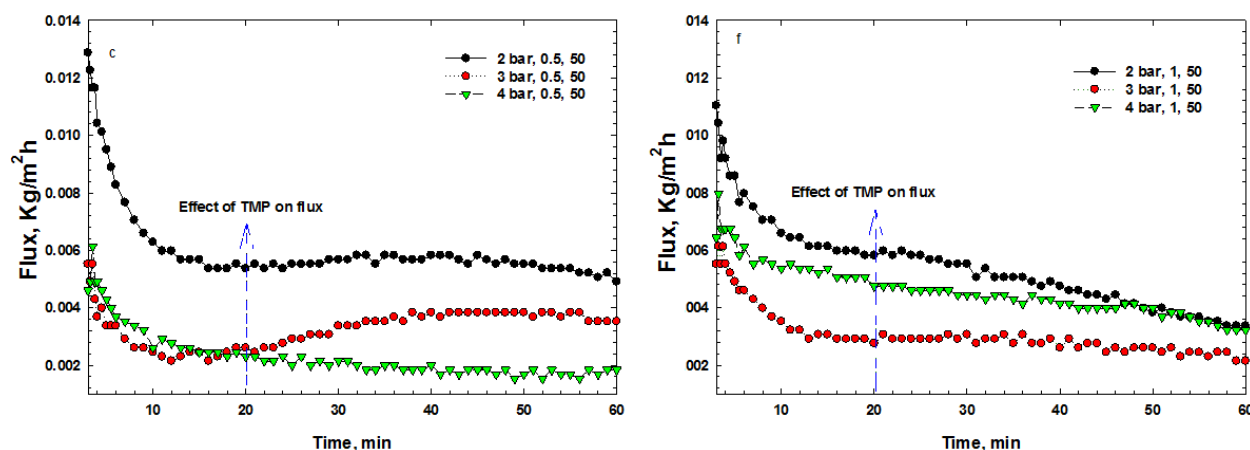 c
0.014
0.012
0.010
0.008
0.006
0.004
0.002
Flux, Kg/m²h
2 bar, 0.5, 50
3 bar, 0.5, 50
4 bar, 0.5, 50
Effect of TMP on flux
10 20 30 40 50 60
Time, min
f
014
012
010
008
006
004
002
Flux, Kg/m²h
2 bar, 1, 50
3 bar, 1, 50
4 bar, 1, 50
Effect of TMP on flux
10 20 30 40 50 60
Time, min